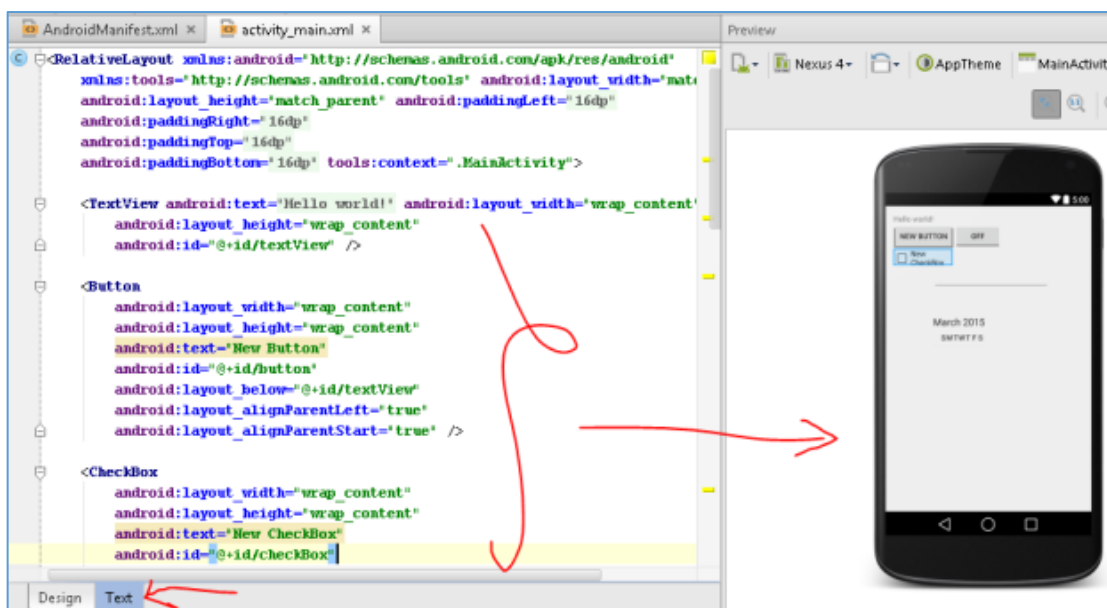 AndroidManifest.xml × activity_main.xml × Preview
Nexus 4 AppTheme MainActivit
C <RelativeLayout xmlns:android="http://schemas.android.com/apk/res/android"
xmlns:tools="http://schemas.android.com/tools" android:layout_width="matc
android:layout_height="match_parent" android:paddingLeft="16dp"
android:paddingRight="16dp"
android:paddingTop="16dp"
android:paddingBottom="16dp" tools:context=".MainActivity">
<TextView android:text="Hello world!" android:layout_width="wrap_content"
android:layout_height="wrap_content"
android:id="@+id/textView" />
<Button
android:layout_width="wrap_content"
android:layout_height="wrap_content"
android:text="New Button"
android:id="@+id/button"
android:layout_below="@+id/textView"
android:layout_alignParentLeft="true"
android:layout_alignParentStart="true" />
<CheckBox
android:layout_width="wrap_content"
android:layout_height="wrap_content"
android:text="New CheckBox"
android:id="@+id/checkBox"
Design Text
5:00
Hello world!
NEW BUTTON OFF
New
CheckBox
March 2015
S M T W T F S